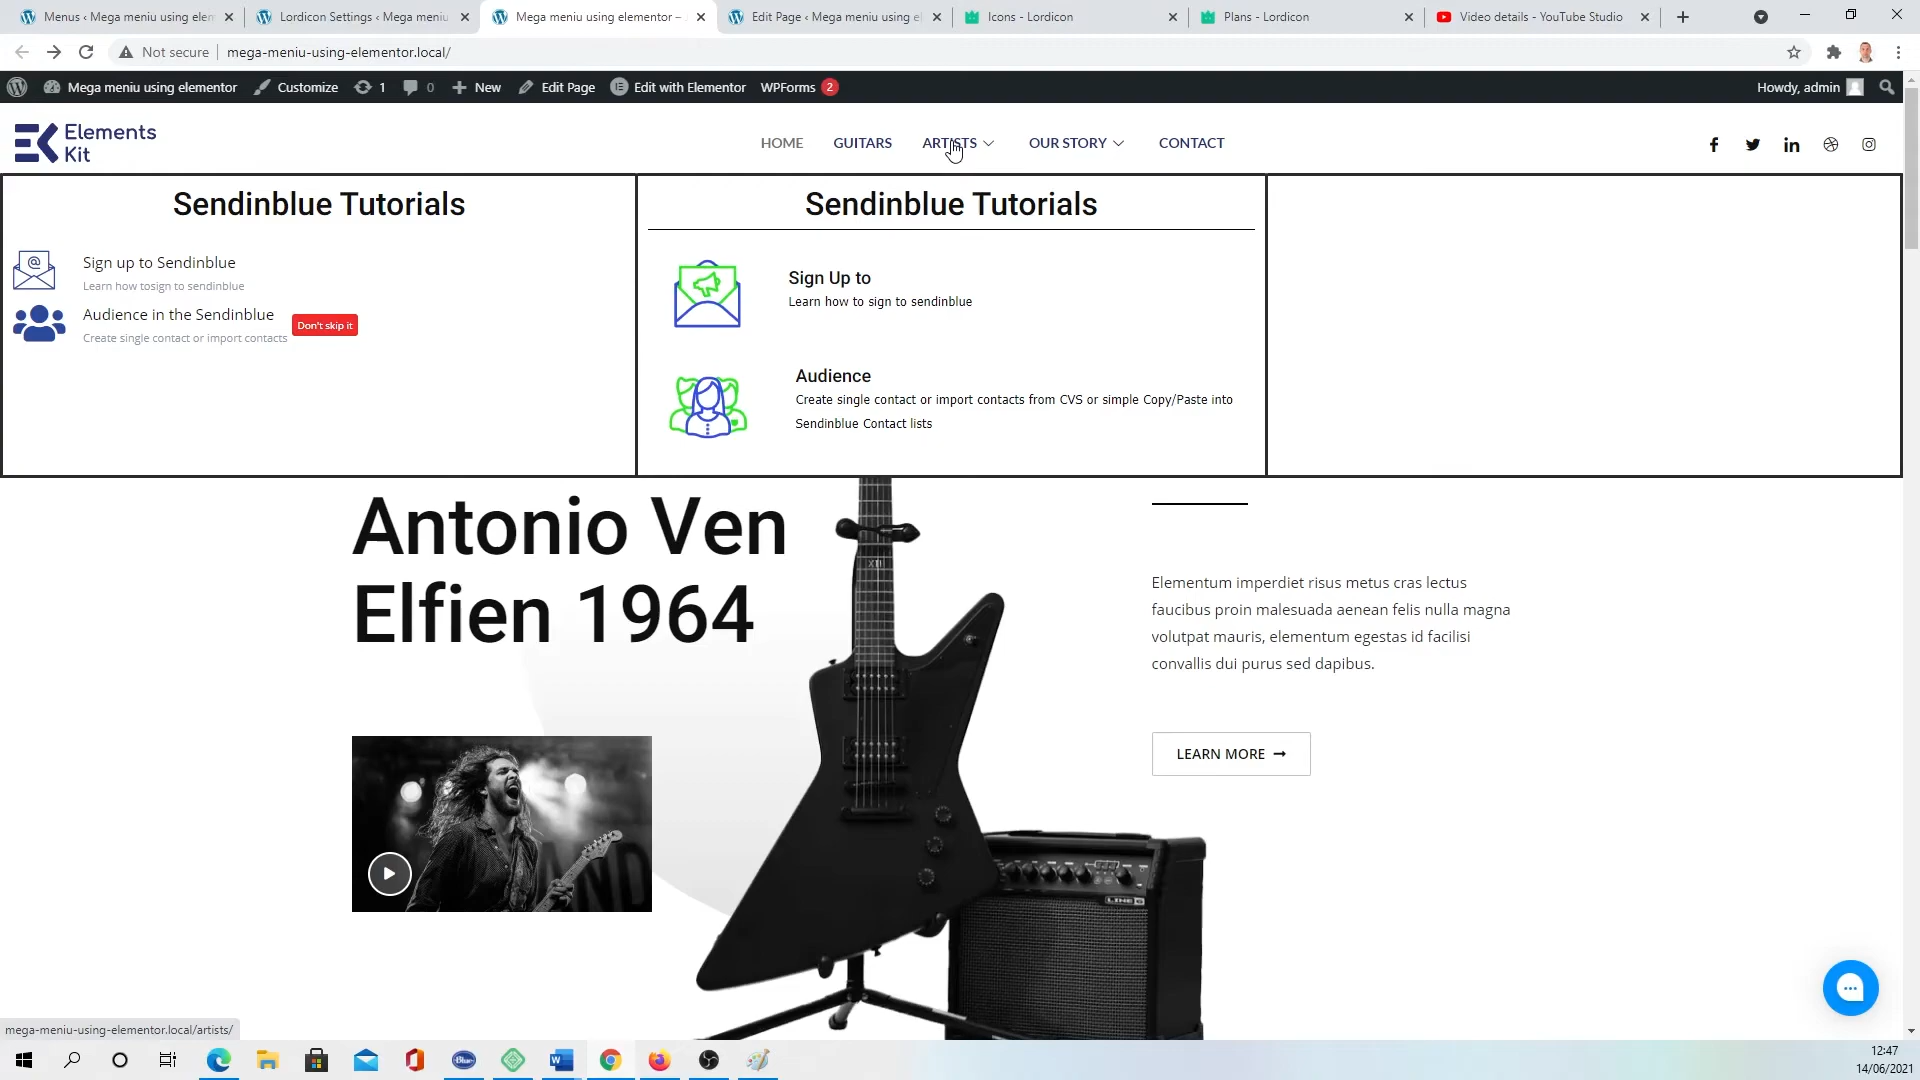 Menus ‹ Mega meniu using elem
Lordicon Settings ‹ Mega meniu
Mega meniu using elementor –
Edit Page ‹ Mega meniu using el
Icons - Lordicon
Plans - Lordicon
Video details - YouTube Studio
Not secure
mega-meniu-using-elementor.local/
Mega meniu using elementor
Customize
1
0
New
Edit Page
Edit with Elementor
WPForms
2
Howdy, admin
Elements
Kit
HOME
GUITARS
ARTISTS
OUR STORY
CONTACT
Sendinblue Tutorials
Sign up to Sendinblue
Learn how tosign to sendinblue
Audience in the Sendinblue
Create single contact or import contacts
Don't skip it
Sendinblue Tutorials
Sign Up to
Learn how to sign to sendinblue
Audience
Create single contact or import contacts from CVS or simple Copy/Paste into
Sendinblue Contact lists
Antonio Ven
Elfien 1964
XII
Elementum imperdiet risus metus cras lectus
faucibus proin malesuada aenean felis nulla magna
volutpat mauris, elementum egestas id facilisi
convallis dui purus sed dapibus.
LEARN MORE
LINE 6
mega-meniu-using-elementor.local/artists/
Blue
12:47
14/06/2021